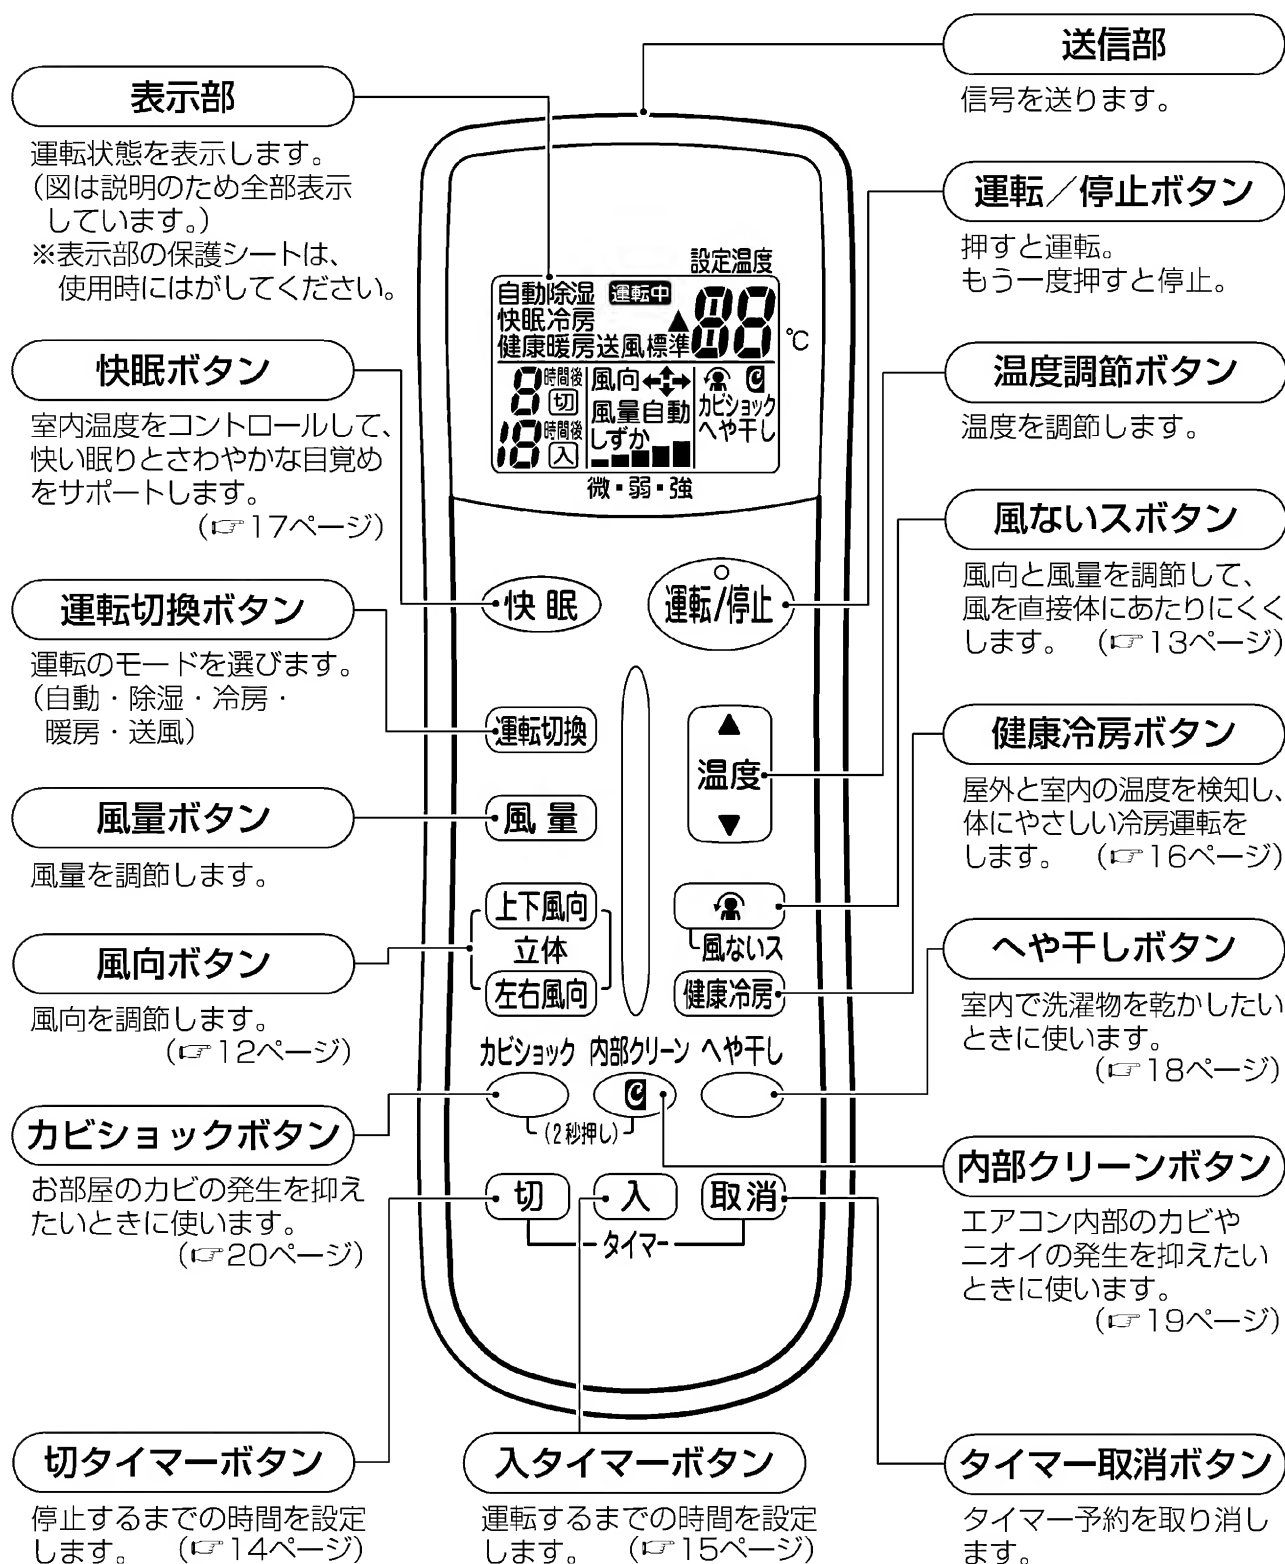 表示部
運転状態を表示します。
(図は説明のため全部表示
しています。)
※表示部の保護シートは、
使用時にはがしてください。
快眠ボタン
室内温度をコントロールして、
快い眠りとさわやかな目覚め
をサポートします。
(☞17ページ)
運転切換ボタン
運転のモードを選びます。
(自動・除湿・冷房・
暖房・送風)
風量ボタン
風量を調節します。
風向ボタン
風向を調節します。
(☞12ページ)
カビショックボタン
お部屋のカビの発生を抑え
たいときに使います。
(☞20ページ)
切タイマーボタン
停止するまでの時間を設定
します。 (☞14ページ)
設定温度
自動除湿 運転中 88
快眠冷房 ▲
健康暖房送風標準 ℃
8時間後 切
18時間後 入
風向
風量自動
しずか
カビショック
へや干し
微・弱・強
快眠
運転/停止
運転切換
▲
温度
▼
風量
上下風向
立体
左右風向
風ないス
健康冷房
カビショック 内部クリーン へや干し
(2秒押し)
切 入 取消
タイマー
入タイマーボタン
運転するまでの時間を設定
します。 (☞15ページ)
送信部
信号を送ります。
運転/停止ボタン
押すと運転。
もう一度押すと停止。
温度調節ボタン
温度を調節します。
風ないスボタン
風向と風量を調節して、
風を直接体にあたりにくく
します。 (☞13ページ)
健康冷房ボタン
屋外と室内の温度を検知し、
体にやさしい冷房運転を
します。 (☞16ページ)
へや干しボタン
室内で洗濯物を乾かしたい
ときに使います。
(☞18ページ)
内部クリーンボタン
エアコン内部のカビや
ニオイの発生を抑えたい
ときに使います。
(☞19ページ)
タイマー取消ボタン
タイマー予約を取り消し
ます。